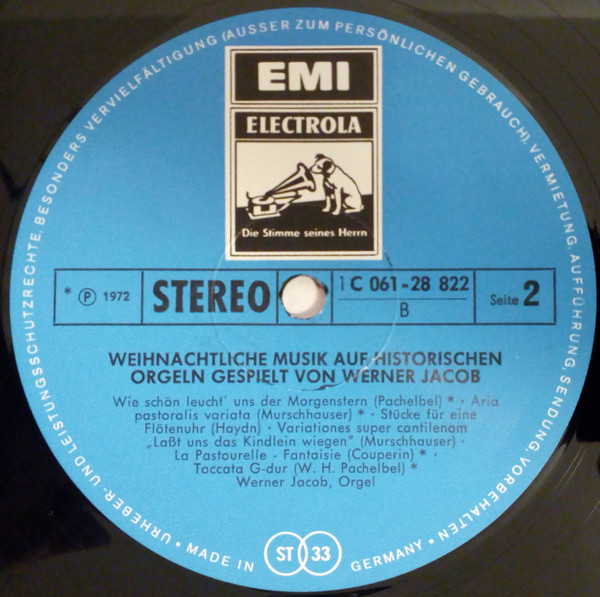 EMI
ELECTROLA
Die Stimme seines Herrn
* Ⓟ 1972
STEREO
1 C 061-28 822
B
Seite 2
WEIHNACHTLICHE MUSIK AUF HISTORISCHEN
ORGELN GESPIELT VON WERNER JACOB
Wie schön leucht' uns der Morgenstern (Pachelbel) * · Aria
pastoralis variata (Murschhauser) * · Stücke für eine
Flötenuhr (Haydn) · Variationes super cantilenam
„Laßt uns das Kindlein wiegen" (Murschhauser) ·
La Pastourelle - Fantaisie (Couperin) * ·
Toccata G-dur (W. H. Pachelbel) *
Werner Jacob, Orgel
URHEBER- UND LEISTUNGSSCHUTZRECHTE, BESONDERS VERVIELFÄLTIGUNG (AUSSER ZUM PERSÖNLICHEN GEBRAUCH), VERMIETUNG, AUFFÜHRUNG, SENDUNG, VORBEHALTEN
* MADE IN ST 33 GERMANY *